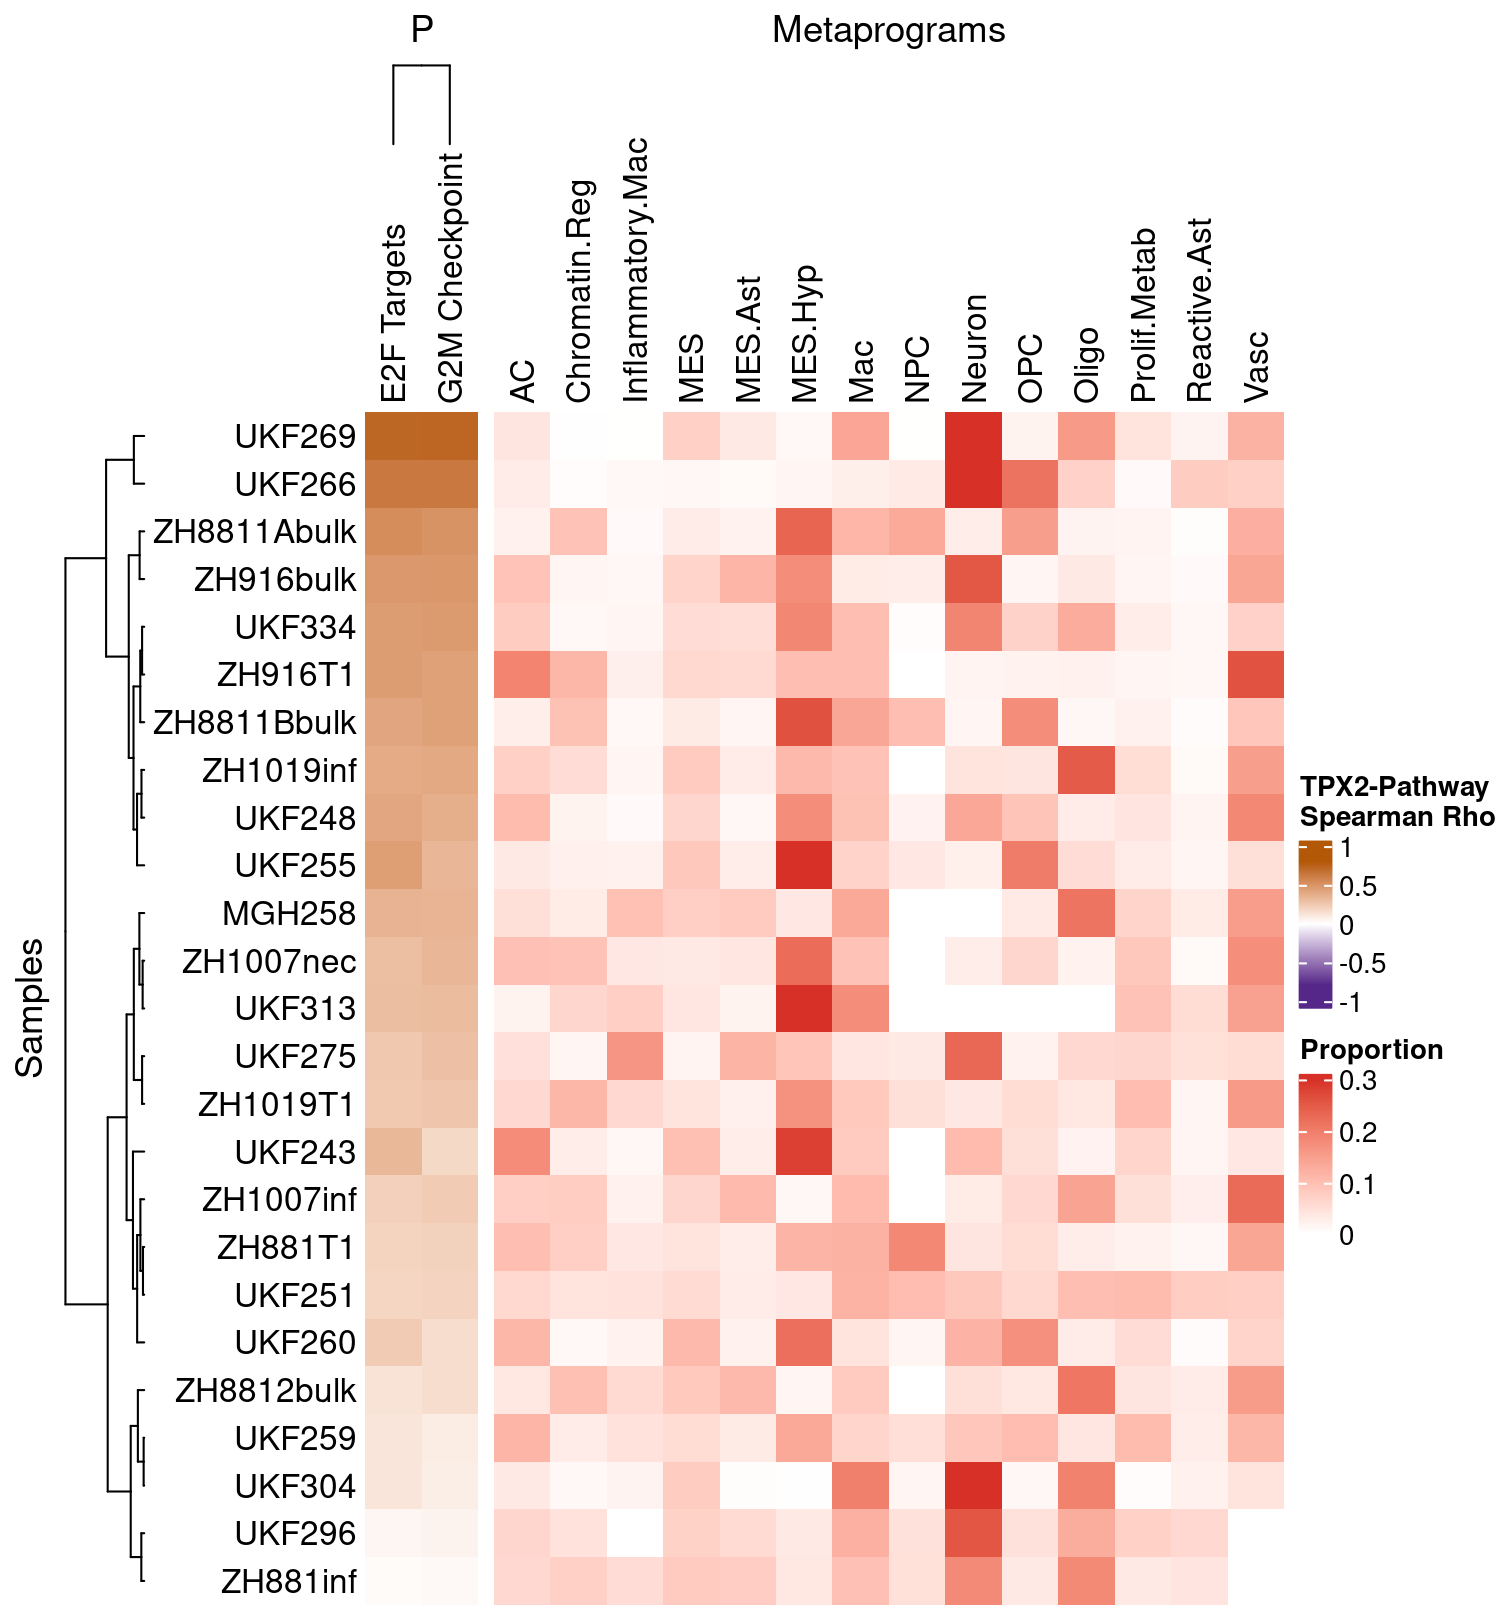 P
Metaprograms
E2F Targets
G2M Checkpoint
AC
Chromatin.Reg
Inflammatory.Mac
MES
MES.Ast
MES.Hyp
Mac
NPC
Neuron
OPC
Oligo
Prolif.Metab
Reactive.Ast
Vasc
Samples
UKF269
UKF266
ZH8811Abulk
ZH916bulk
UKF334
ZH916T1
ZH8811Bbulk
ZH1019inf
UKF248
UKF255
MGH258
ZH1007nec
UKF313
UKF275
ZH1019T1
UKF243
ZH1007inf
ZH881T1
UKF251
UKF260
ZH8812bulk
UKF259
UKF304
UKF296
ZH881inf
TPX2-Pathway
Spearman Rho
1
0.5
0
-0.5
-1
Proportion
0.3
0.2
0.1
0